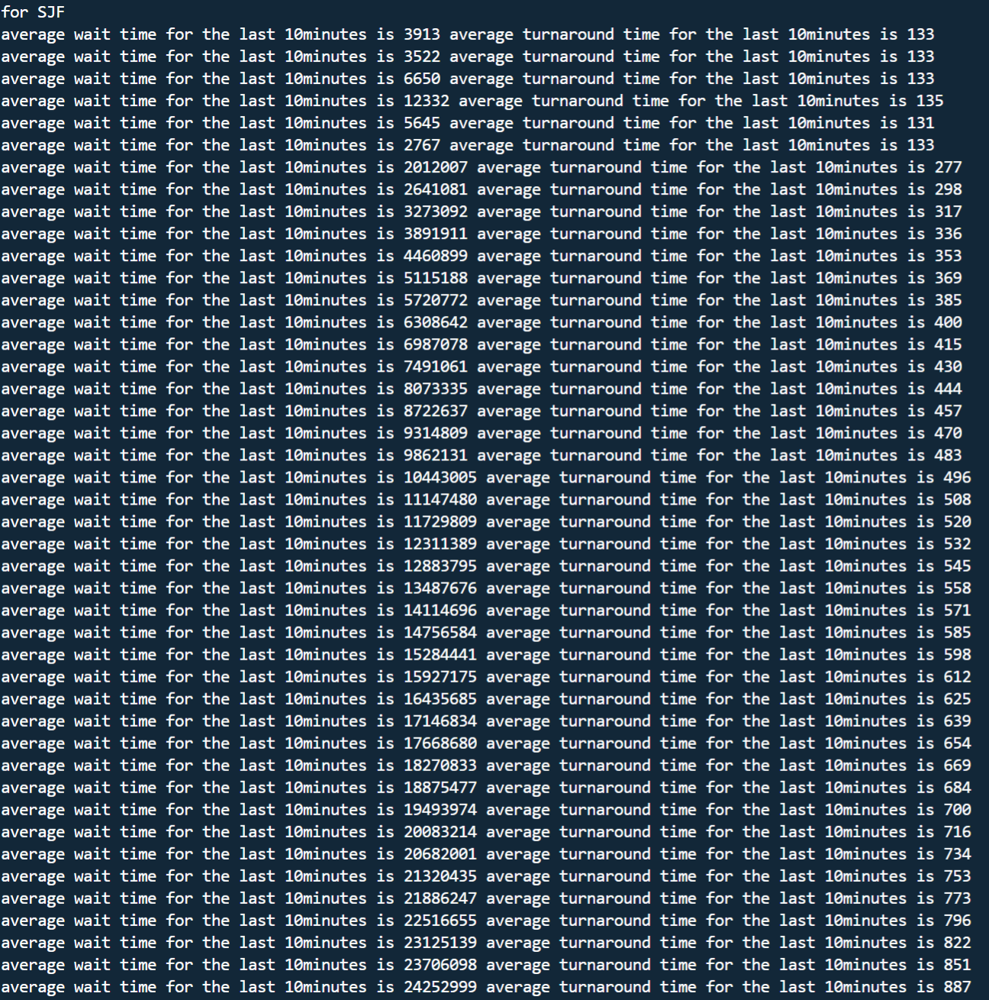 for SJF
average wait time for the last 10minutes is 3913 average turnaround time for the last 10minutes is 133
average wait time for the last 10minutes is 3522 average turnaround time for the last 10minutes is 133
average wait time for the last 10minutes is 6650 average turnaround time for the last 10minutes is 133
average wait time for the last 10minutes is 12332 average turnaround time for the last 10minutes is 135
average wait time for the last 10minutes is 5645 average turnaround time for the last 10minutes is 131
average wait time for the last 10minutes is 2767 average turnaround time for the last 10minutes is 133
average wait time for the last 10minutes is 2012007 average turnaround time for the last 10minutes is 277
average wait time for the last 10minutes is 2641081 average turnaround time for the last 10minutes is 298
average wait time for the last 10minutes is 3273092 average turnaround time for the last 10minutes is 317
average wait time for the last 10minutes is 3891911 average turnaround time for the last 10minutes is 336
average wait time for the last 10minutes is 4460899 average turnaround time for the last 10minutes is 353
average wait time for the last 10minutes is 5115188 average turnaround time for the last 10minutes is 369
average wait time for the last 10minutes is 5720772 average turnaround time for the last 10minutes is 385
average wait time for the last 10minutes is 6308642 average turnaround time for the last 10minutes is 400
average wait time for the last 10minutes is 6987078 average turnaround time for the last 10minutes is 415
average wait time for the last 10minutes is 7491061 average turnaround time for the last 10minutes is 430
average wait time for the last 10minutes is 8073335 average turnaround time for the last 10minutes is 444
average wait time for the last 10minutes is 8722637 average turnaround time for the last 10minutes is 457
average wait time for the last 10minutes is 9314809 average turnaround time for the last 10minutes is 470
average wait time for the last 10minutes is 9862131 average turnaround time for the last 10minutes is 483
average wait time for the last 10minutes is 10443005 average turnaround time for the last 10minutes is 496
average wait time for the last 10minutes is 11147480 average turnaround time for the last 10minutes is 508
average wait time for the last 10minutes is 11729809 average turnaround time for the last 10minutes is 520
average wait time for the last 10minutes is 12311389 average turnaround time for the last 10minutes is 532
average wait time for the last 10minutes is 12883795 average turnaround time for the last 10minutes is 545
average wait time for the last 10minutes is 13487676 average turnaround time for the last 10minutes is 558
average wait time for the last 10minutes is 14114696 average turnaround time for the last 10minutes is 571
average wait time for the last 10minutes is 14756584 average turnaround time for the last 10minutes is 585
average wait time for the last 10minutes is 15284441 average turnaround time for the last 10minutes is 598
average wait time for the last 10minutes is 15927175 average turnaround time for the last 10minutes is 612
average wait time for the last 10minutes is 16435685 average turnaround time for the last 10minutes is 625
average wait time for the last 10minutes is 17146834 average turnaround time for the last 10minutes is 639
average wait time for the last 10minutes is 17668680 average turnaround time for the last 10minutes is 654
average wait time for the last 10minutes is 18270833 average turnaround time for the last 10minutes is 669
average wait time for the last 10minutes is 18875477 average turnaround time for the last 10minutes is 684
average wait time for the last 10minutes is 19493974 average turnaround time for the last 10minutes is 700
average wait time for the last 10minutes is 20083214 average turnaround time for the last 10minutes is 716
average wait time for the last 10minutes is 20682001 average turnaround time for the last 10minutes is 734
average wait time for the last 10minutes is 21320435 average turnaround time for the last 10minutes is 753
average wait time for the last 10minutes is 21886247 average turnaround time for the last 10minutes is 773
average wait time for the last 10minutes is 22516655 average turnaround time for the last 10minutes is 796
average wait time for the last 10minutes is 23125139 average turnaround time for the last 10minutes is 822
average wait time for the last 10minutes is 23706098 average turnaround time for the last 10minutes is 851
average wait time for the last 10minutes is 24252999 average turnaround time for the last 10minutes is 887